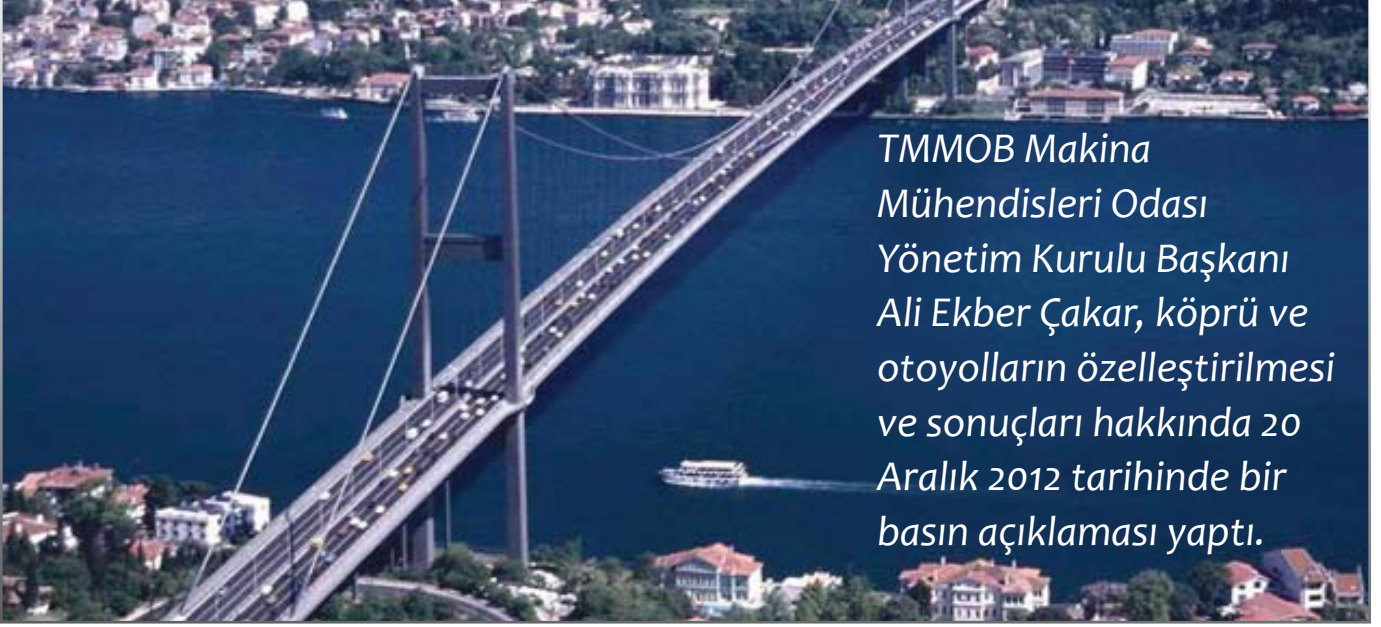 TMMOB Makina
Mühendisleri Odası
Yönetim Kurulu Başkanı
Ali Ekber Çakar, köprü ve
otoyolların özelleştirilmesi
ve sonuçları hakkında 20
Aralık 2012 tarihinde bir
basın açıklaması yaptı.